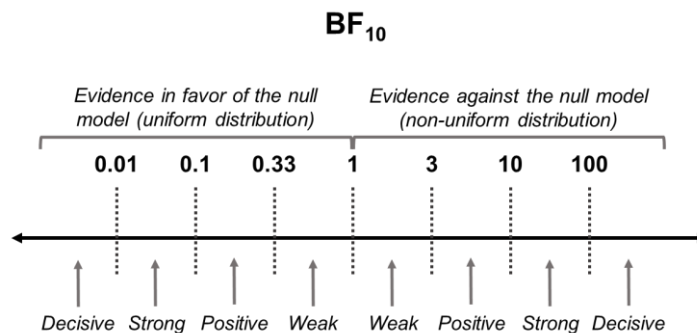 BF10
Evidence in favor of the null
model (uniform distribution)
Evidence against the null model
(non-uniform distribution)
0.01 0.1 0.33 1 3 10 100
Decisive Strong Positive Weak Weak Positive Strong Decisive